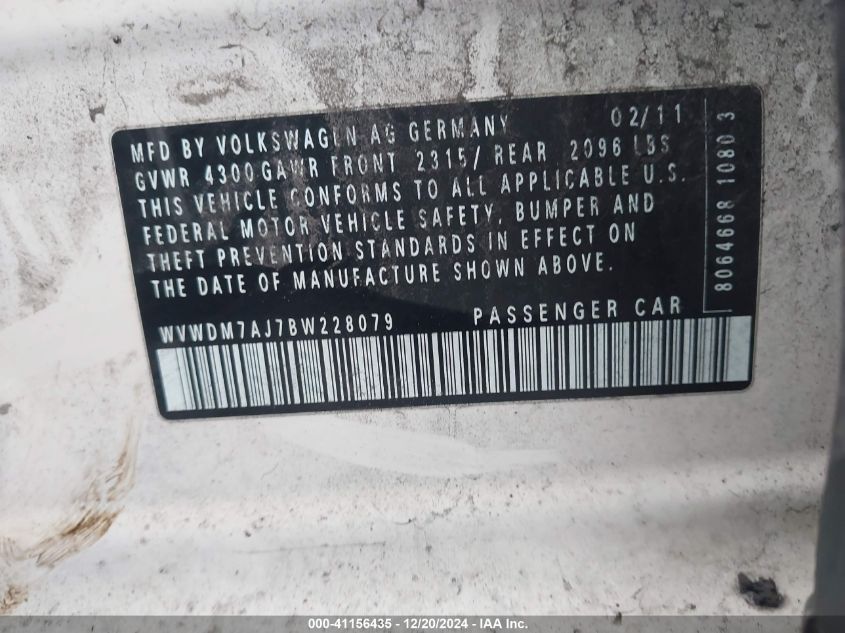 MFD BY VOLKSWAGEN AG GERMANY 02/11
GVWR 4300 GAWR FRONT 2315/ REAR 2096 LBS
THIS VEHICLE CONFORMS TO ALL APPLICABLE U.S.
FEDERAL MOTOR VEHICLE SAFETY, BUMPER AND
THEFT PREVENTION STANDARDS IN EFFECT ON
THE DATE OF MANUFACTURE SHOWN ABOVE.
WVWDM7AJ7BW228079 PASSENGER CAR
8064668 10803
000-41156435 - 12/20/2024 - IAA Inc.